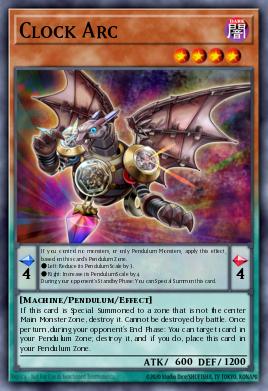 Clock Arc
DARK
闇
If you control no monsters, or only Pendulum Monsters, apply this effect,
based on this card's Pendulum Zone.
●Left: Reduce its Pendulum Scale by 3.
●Right: Increase its Pendulum Scale by 4.
During your opponent's Standby Phase: You can Special Summon this card.
4
4
[Machine/Pendulum/Effect]
If this card is Special Summoned to a zone that is not the center
Main Monster Zone, destroy it. Cannot be destroyed by battle. Once
per turn, during your opponent's End Phase: You can target 1 card in
your Pendulum Zone; destroy it, and if you do, place this card in
your Pendulum Zone.
ATK/ 600 DEF/ 1200